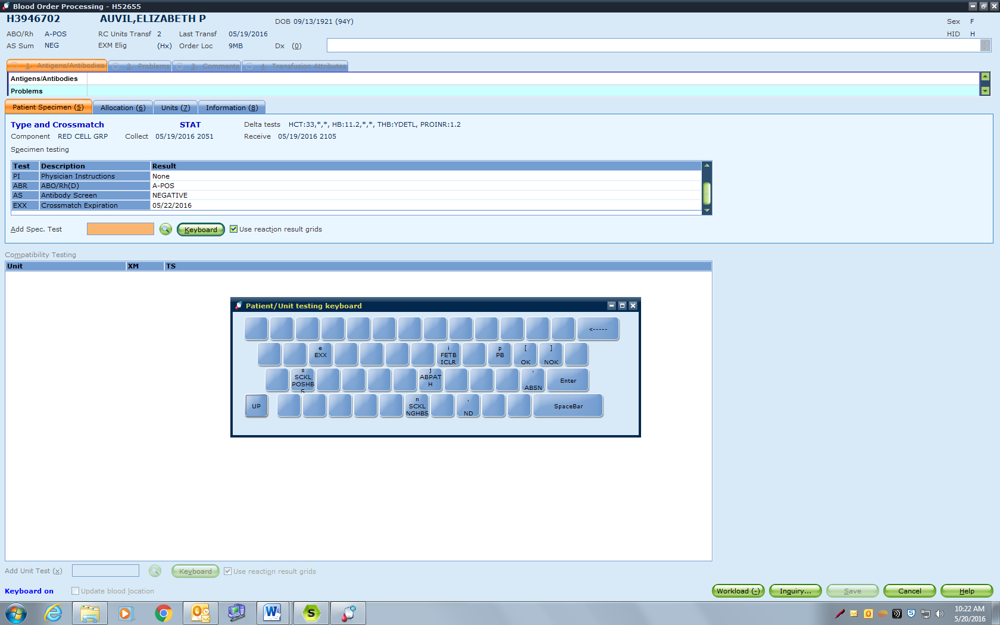 Blood Order Processing - H52655
H3946702 AUVIL,ELIZABETH P DOB 09/13/1921 (94Y) Sex F
ABO/Rh A-POS RC Units Transf 2 Last Transf 05/19/2016 HID H
AS Sum NEG EXM Elig (Hx) Order Loc 9MB Dx (0)
1. Antigens/Antibodies 2. Problems 3. Comments 4. Transfusion Attributes
Antigens/Antibodies
Problems
Patient Specimen (5) Allocation (6) Units (7) Information (8)
Type and Crossmatch STAT Delta tests HCT:33,*,*, HB:11.2,*,*, THB:YDETL, PROINR:1.2
Component RED CELL GRP Collect 05/19/2016 2051 Receive 05/19/2016 2105
Specimen testing
Test Description Result
PI Physician Instructions None
ABR ABO/Rh(D) A-POS
AS Antibody Screen NEGATIVE
EXX Crossmatch Expiration 05/22/2016
Add Spec. Test Keyboard Use reaction result grids
Compatibility Testing
Unit XM TS
Patient/Unit testing keyboard
<-----
e i p [ ]
EXX FETB PB
ICLR OK NOK
s j '
SCKL ABPAT Enter
POSHB H ABSN
S
n ,
UP SCKL SpaceBar
NGHBS ND
Add Unit Test (x) Keyboard Use reaction result grids
Keyboard on Update blood location Workload (-) Inquiry... Save Cancel Help
10:22 AM
5/20/2016